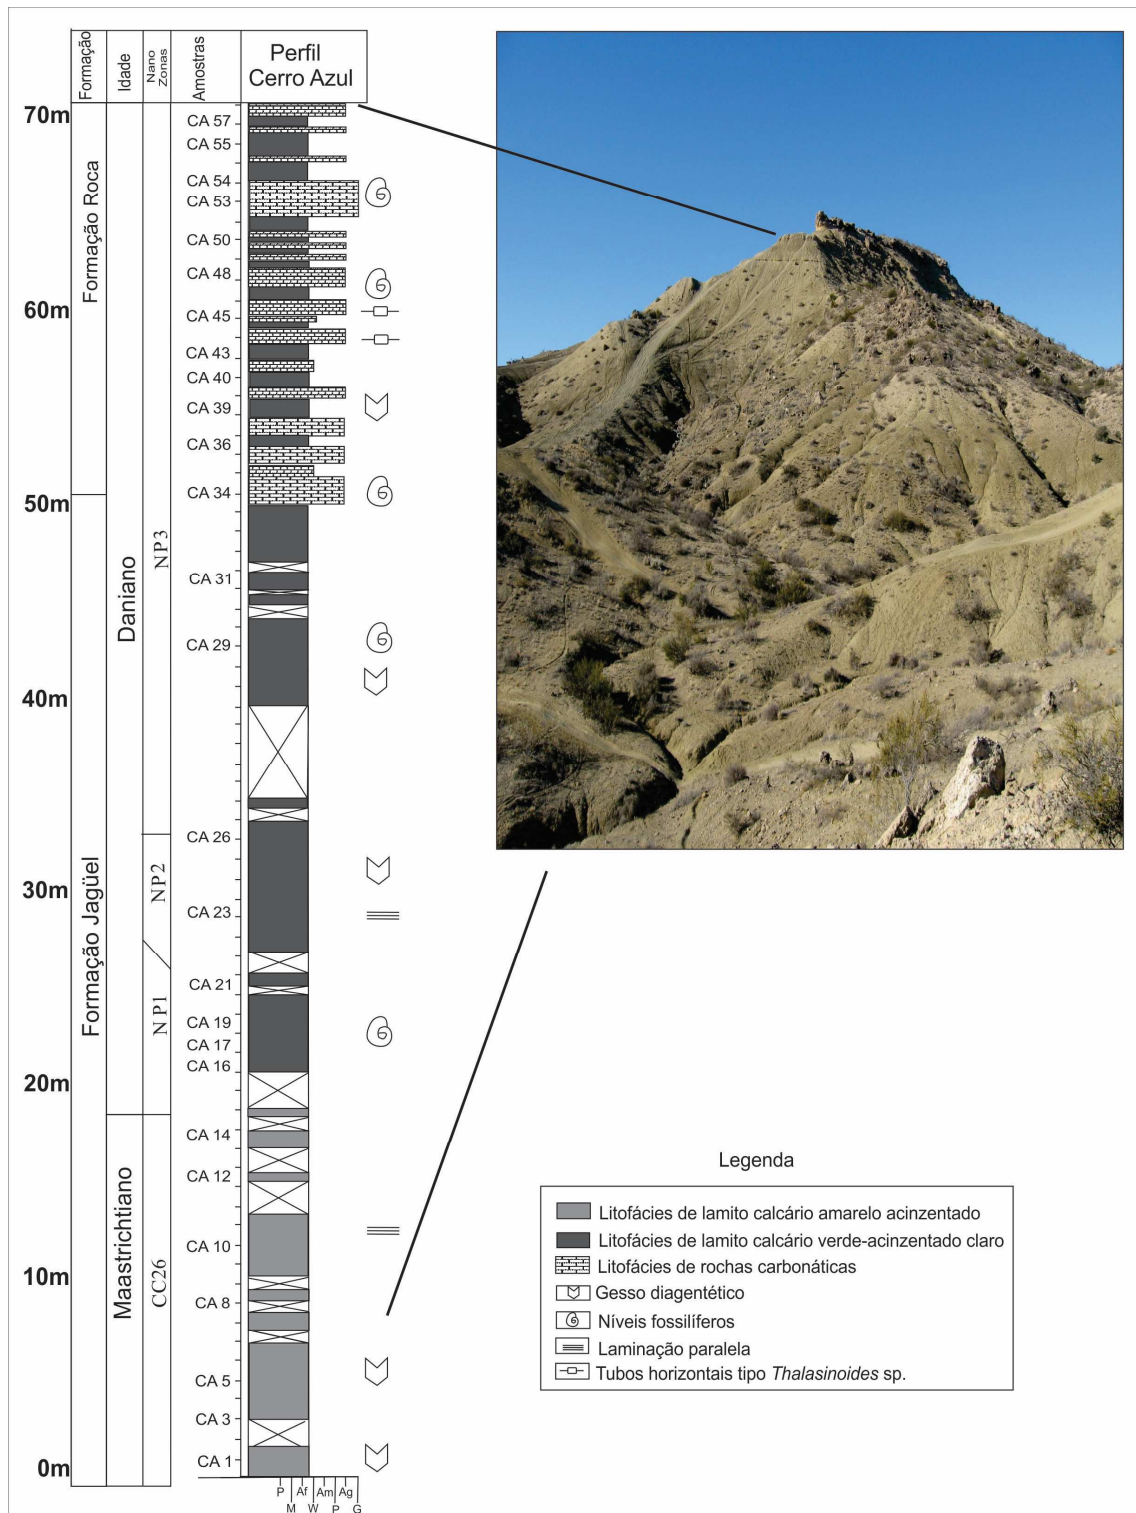 Formação
Idade
Nano
Zonas
Amostras
Perfil
Cerro Azul
70m
60m
50m
40m
30m
20m
10m
0m
Formação Roca
Formação Jagüel
Daniano
Maastrichtiano
NP3
NP2
N P1
CC26
CA 57
CA 55
CA 54
CA 53
CA 50
CA 48
CA 45
CA 43
CA 40
CA 39
CA 36
CA 34
CA 31
CA 29
CA 26
CA 23
CA 21
CA 19
CA 17
CA 16
CA 14
CA 12
CA 10
CA 8
CA 5
CA 3
CA 1
P Af Am Ag
M W P G
Legenda
Litofácies de lamito calcário amarelo acinzentado
Litofácies de lamito calcário verde-acinzentado claro
Litofácies de rochas carbonáticas
Gesso diagentético
Níveis fossilíferos
Laminação paralela
Tubos horizontais tipo Thalasinoides sp.